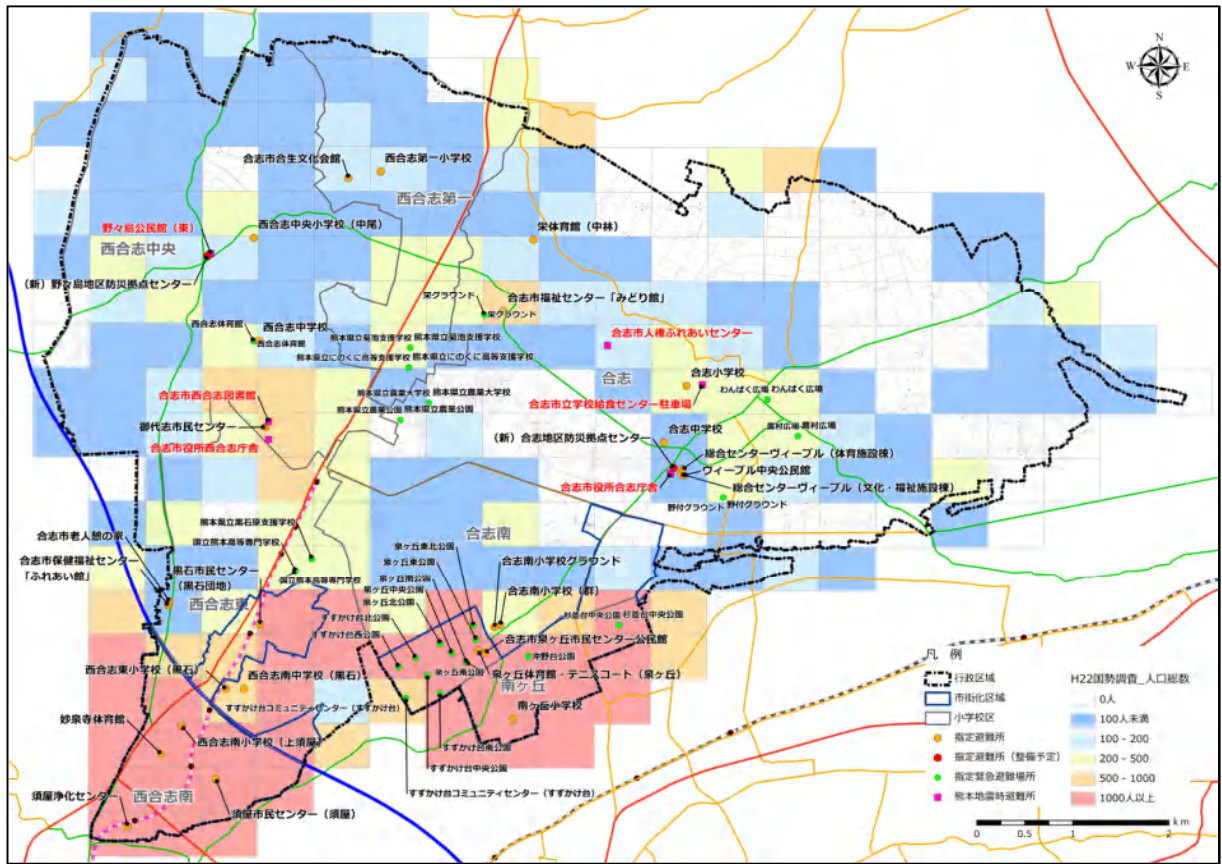 N
W E
S
合志市合生文化会館
西合志第一小学校
西合志第一
野々島公民館（東）
西合志中央小学校（中尾）
栄体育館（中林）
西合志中央
（新）野々島地区防災拠点センター
栄グラウンド
栄グラウンド
合志市福祉センター「みどり館」
西合志体育館
西合志体育館
西合志中学校
熊本県立菊池支援学校
熊本県立菊池支援学校
熊本県立にのくに高等支援学校
熊本県立にのくに高等支援学校
合志市人権ふれあいセンター
合志
合志小学校
わんぱく広場
わんぱく広場
熊本県立農業大学校
熊本県立農業大学校
合志市西合志図書館
合志市立学校給食センター駐車場
熊本県立農業公園
熊本県立農業公園
御代志市民センター
合志中学校
農村広場
農村広場
合志市役所西合志庁舎
（新）合志地区防災拠点センター
総合センターヴィーブル（体育施設棟）
ヴィーブル中央公民館
合志市役所合志庁舎
総合センターヴィーブル（文化・福祉施設棟）
野付グラウンド
野付グラウンド
熊本県立黒石原支援学校
合志南
合志市老人憩の家
国立熊本高等専門学校
泉ヶ丘東北公園
合志南小学校グラウンド
合志市保健福祉センター
「ふれあい館」
黒石市民センター
（黒石団地）
国立熊本高等専門学校
泉ヶ丘東公園
泉ヶ丘南公園
泉ヶ丘中央公園
泉ヶ丘北公園
合志南小学校（群）
西合志東
すずかけ台北公園
すずかけ台西公園
杉並台中央公園
杉並台中央公園
合志市泉ヶ丘市民センター公民館
沖野台公園
西合志東小学校（黒石）
西合志南中学校（黒石）
泉ヶ丘南公園
泉ヶ丘体育館・テニスコート（泉ヶ丘）
南ヶ丘
すずかけ台コミュニティセンター（すずかけ台）
南ヶ丘小学校
妙泉寺体育館
西合志南小学校（上須屋）
すずかけ台南公園
すずかけ台中央公園
須屋浄化センター
西合志南
須屋市民センター（須屋）
すずかけ台コミュニティセンター（すずかけ台）
凡 例
行政区域
市街化区域
小学校区
指定避難所
指定避難所（整備予定）
指定緊急避難場所
熊本地震時避難所
H22国勢調査_人口総数
0人
100人未満
100 - 200
200 - 500
500 - 1000
1000人以上
km
0 0.5 1 2